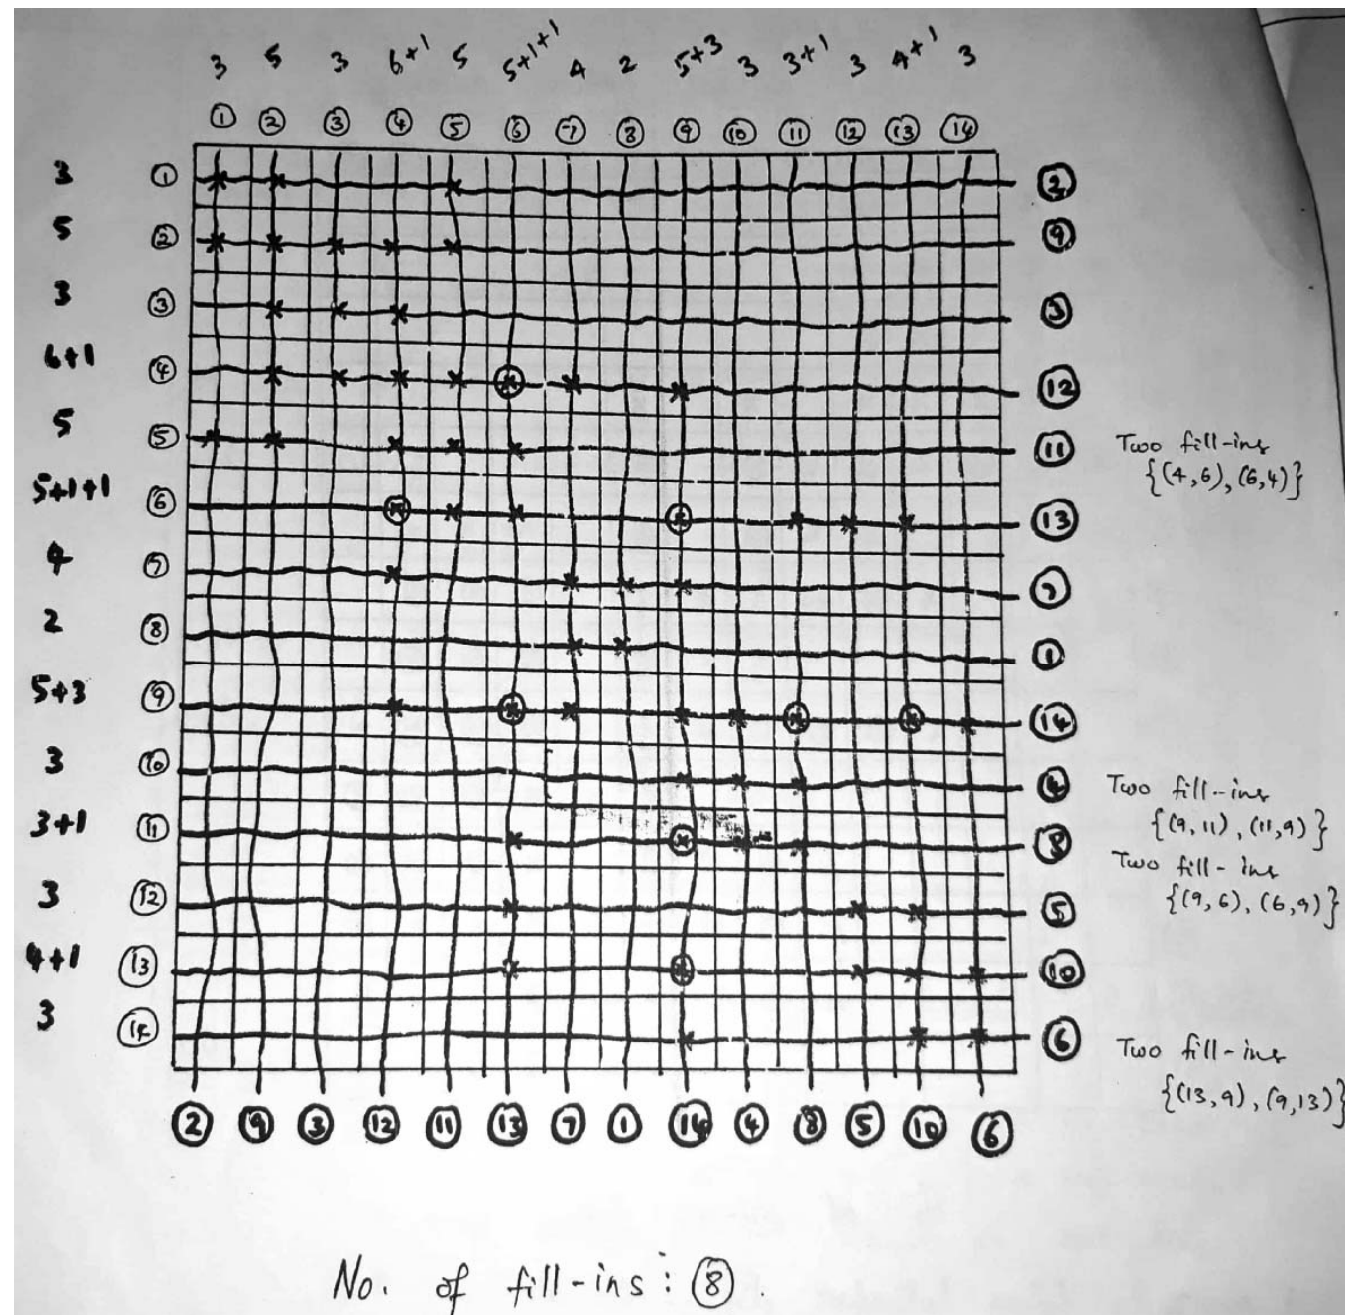 3 5 3 6+1 5 5+1+1 4 2 5+3 3 3+1 3 4+1 3
① ② ③ ④ ⑤ ⑥ ⑦ ⑧ ⑨ ⑩ ⑪ ⑫ ⑬ ⑭
3 ① ②
5 ② ⑨
3 ③ ③
6+1 ④ ⑫
5 ⑤ ⑪
Two fill-ins
{(4,6), (6,4)}
5+1+1 ⑥ ⑬
4 ⑦ ⑦
2 ⑧ ①
5+3 ⑨ ⑭
3 ⑩ ④
Two fill-ins
{(9,11), (11,9)}
3+1 ⑪ ⑧
Two fill-ins
{(9,6), (6,9)}
3 ⑫ ⑤
4+1 ⑬ ⑩
3 ⑭ ⑥
Two fill-ins
{(13,9), (9,13)}
② ⑨ ③ ⑫ ⑪ ⑬ ⑦ ① ⑭ ④ ⑧ ⑤ ⑩ ⑥
No. of fill-ins : ⑧.